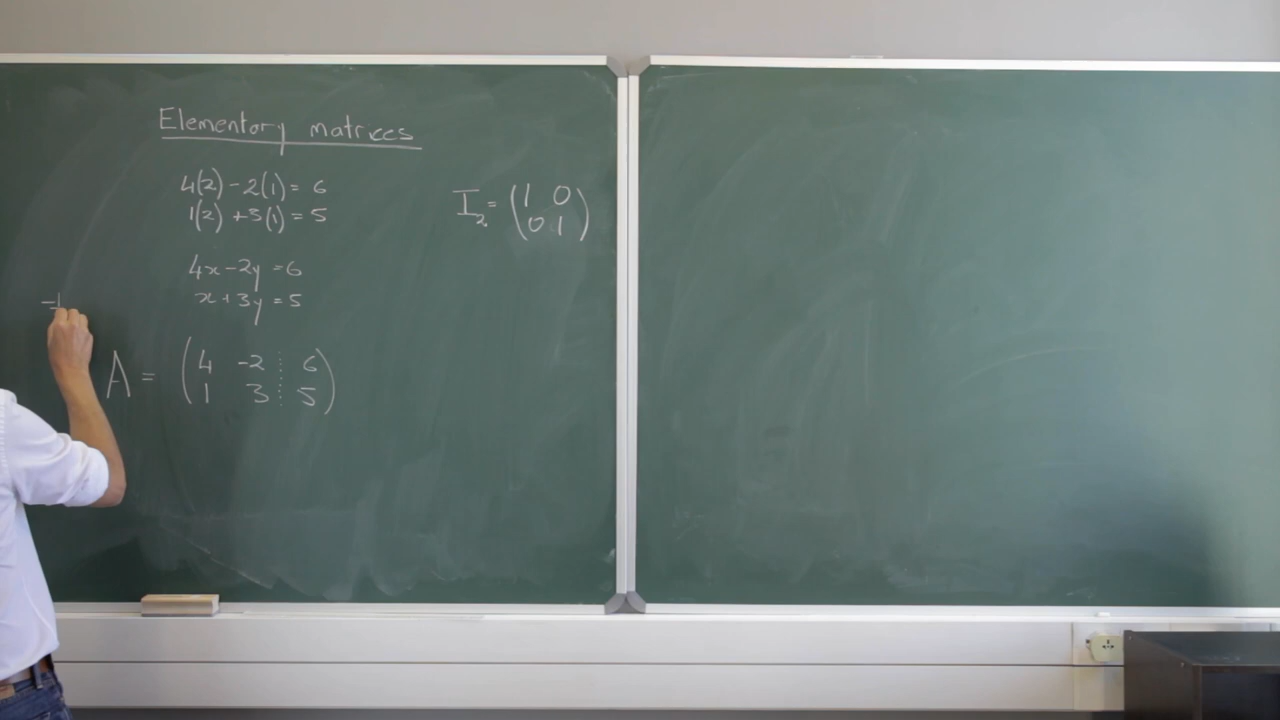 Elementary matrices
4(2) - 2(1) = 6
1(2) + 3(1) = 5
4x - 2y = 6
x + 3y = 5
A = ( 4 -2 ⋮ 6
1 3 ⋮ 5 )
I₂ = ( 1 0
0 1 )